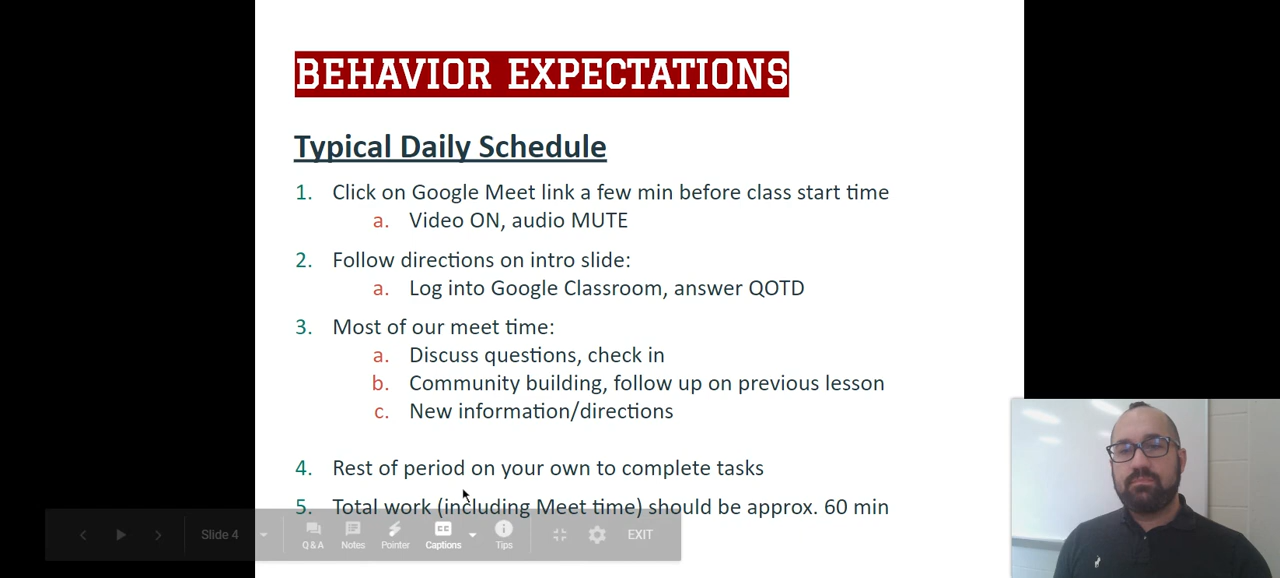 BEHAVIOR EXPECTATIONS
Typical Daily Schedule
1. Click on Google Meet link a few min before class start time
a. Video ON, audio MUTE
2. Follow directions on intro slide:
a. Log into Google Classroom, answer QOTD
3. Most of our meet time:
a. Discuss questions, check in
b. Community building, follow up on previous lesson
c. New information/directions
4. Rest of period on your own to complete tasks
5. Total work (including Meet time) should be approx. 60 min
Slide 4
Q & A
Notes
Pointer
CC
Captions
Tips
EXIT